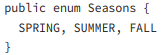 public enum Seasons {
  SPRING, SUMMER, FALL
}